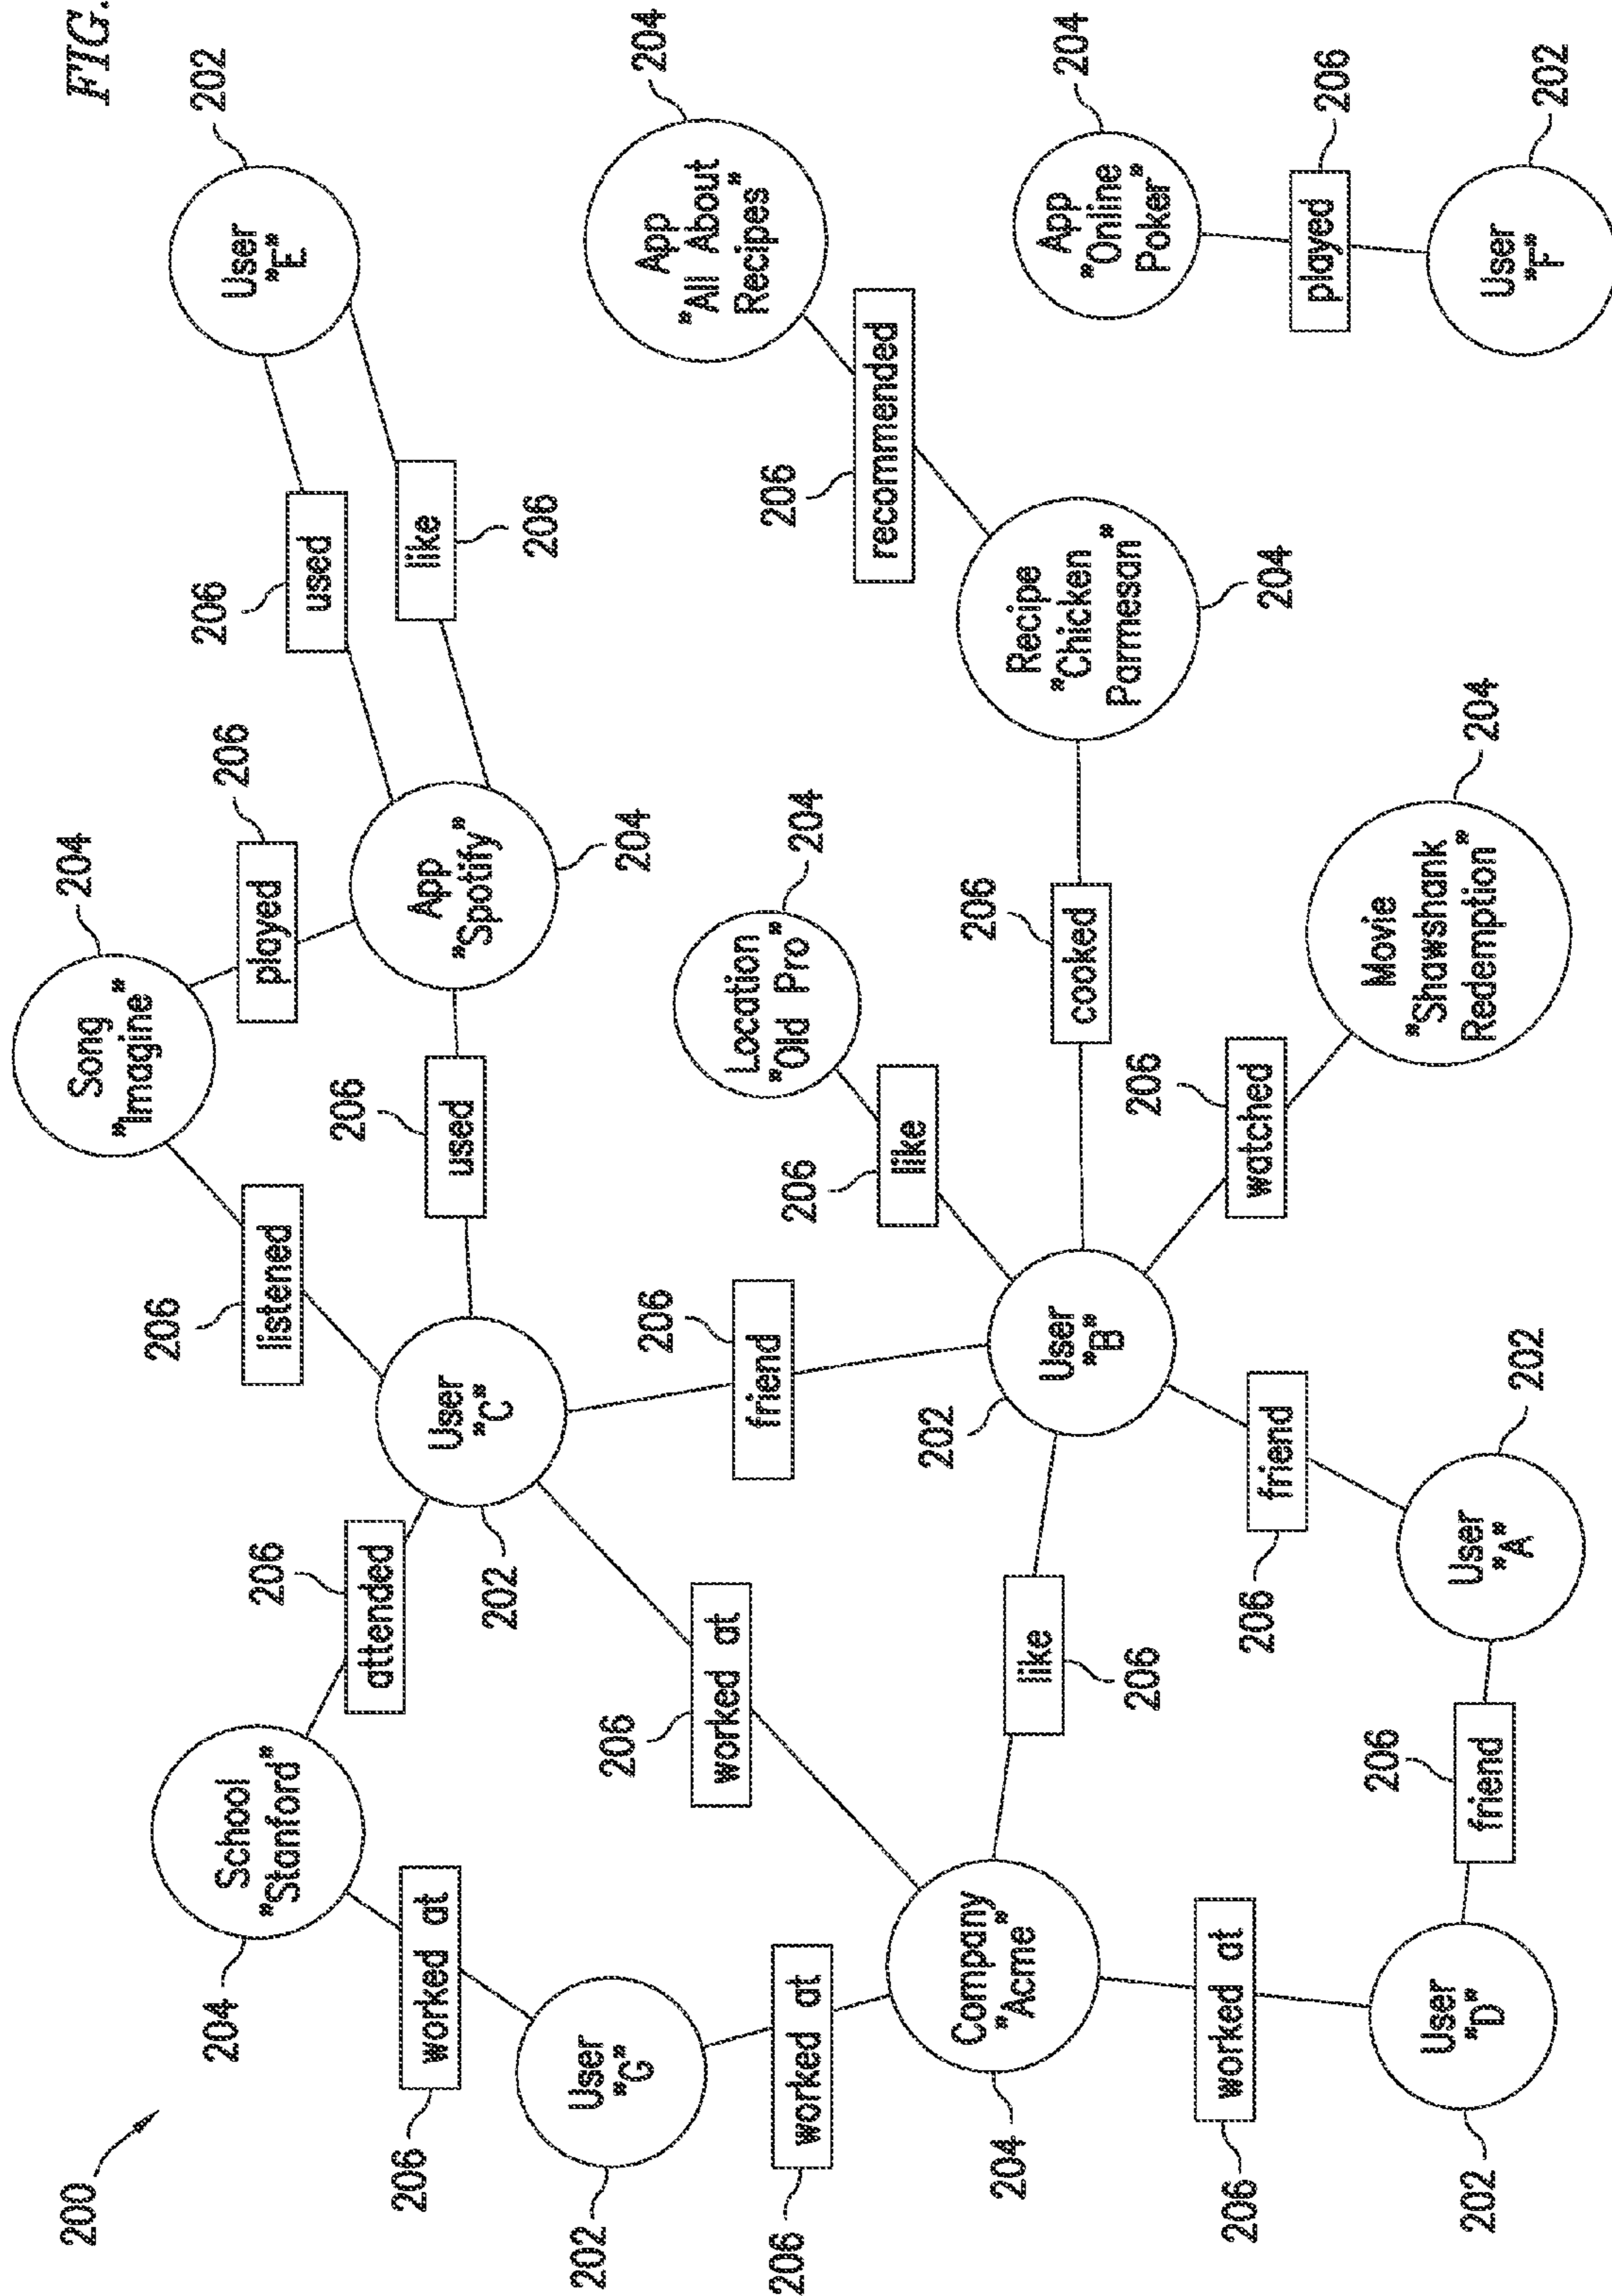 FIG.
200
204
School
"Stanford"
206
attended
206
listened
204
Song
"Imagine"
206
played
202
User
"E"
206
used
206
worked at
202
User
"C"
206
used
App
"Spotify"
204
like
206
202
User
"G"
206
worked at
206
worked at
206
friend
206
like
Location
"Old Pro"
204
206
recommended
App
"All About
Recipes"
204
204
Company
"Acme"
like
206
202
User
"B"
206
cooked
Recipe
"Chicken
Parmesan"
204
App
"Online
Poker"
204
206
worked at
206
friend
206
watched
played
206
202
User
"D"
206
friend
User
"A"
202
Movie
"Shawshank
Redemption"
204
User
"F"
202